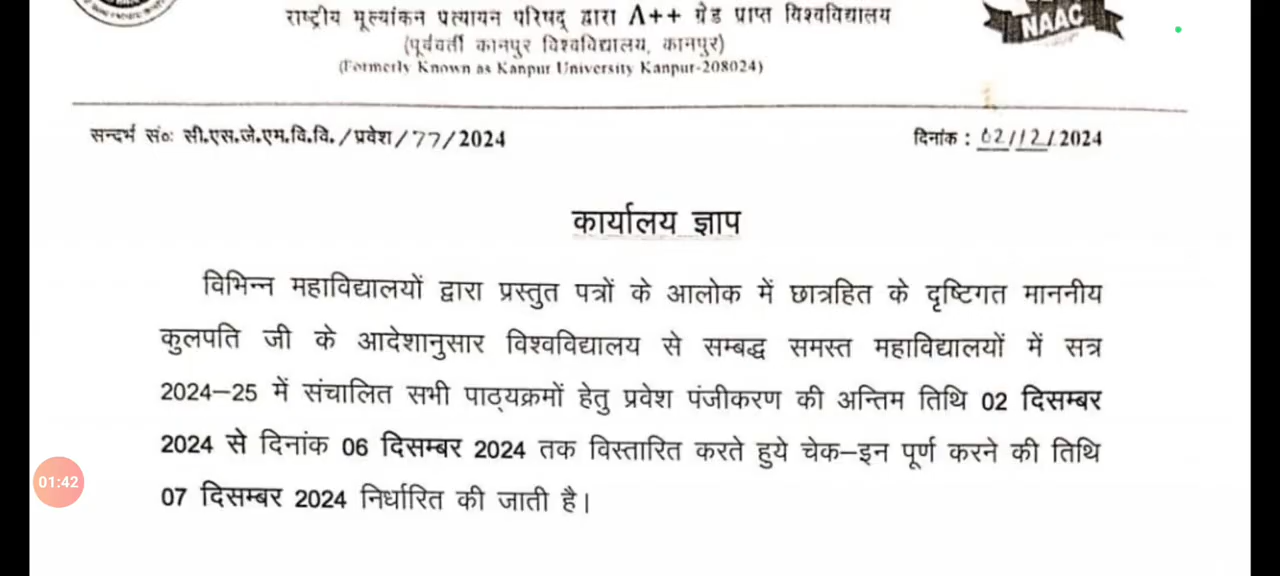 राष्ट्रीय मूल्यांकन प्रत्यायन परिषद् द्वारा A++ ग्रेड प्राप्त विश्वविद्यालय
NAAC
(पूर्ववर्ती कानपुर विश्वविद्यालय, कानपुर)
(Formerly Known as Kanpur University Kanpur-208024)
सन्दर्भ सं०: सी.एस.जे.एम.वि.वि./प्रवेश/77/2024
दिनांक : 02/12/2024
कार्यालय ज्ञाप
विभिन्न महाविद्यालयों द्वारा प्रस्तुत पत्रों के आलोक में छात्रहित के दृष्टिगत माननीय
कुलपति जी के आदेशानुसार विश्वविद्यालय से सम्बद्ध समस्त महाविद्यालयों में सत्र
2024-25 में संचालित सभी पाठ्यक्रमों हेतु प्रवेश पंजीकरण की अन्तिम तिथि 02 दिसम्बर
2024 से दिनांक 06 दिसम्बर 2024 तक विस्तारित करते हुये चेक-इन पूर्ण करने की तिथि
07 दिसम्बर 2024 निर्धारित की जाती है।
01:42